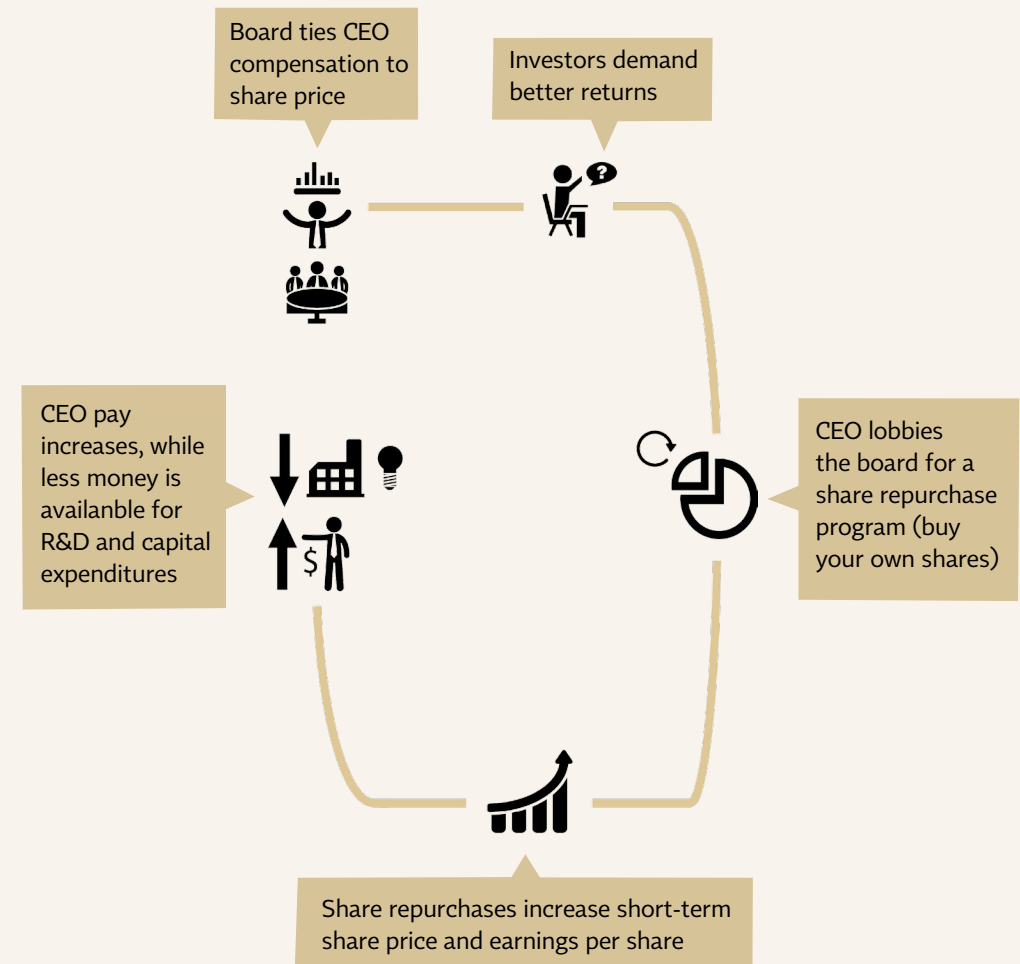 Board ties CEO
compensation to
share price
Investors demand
better returns
?
CEO lobbies
the board for a
share repurchase
program (buy
your own shares)
Share repurchases increase short-term
share price and earnings per share
CEO pay
increases, while
less money is
availanble for
R&D and capital
expenditures
$